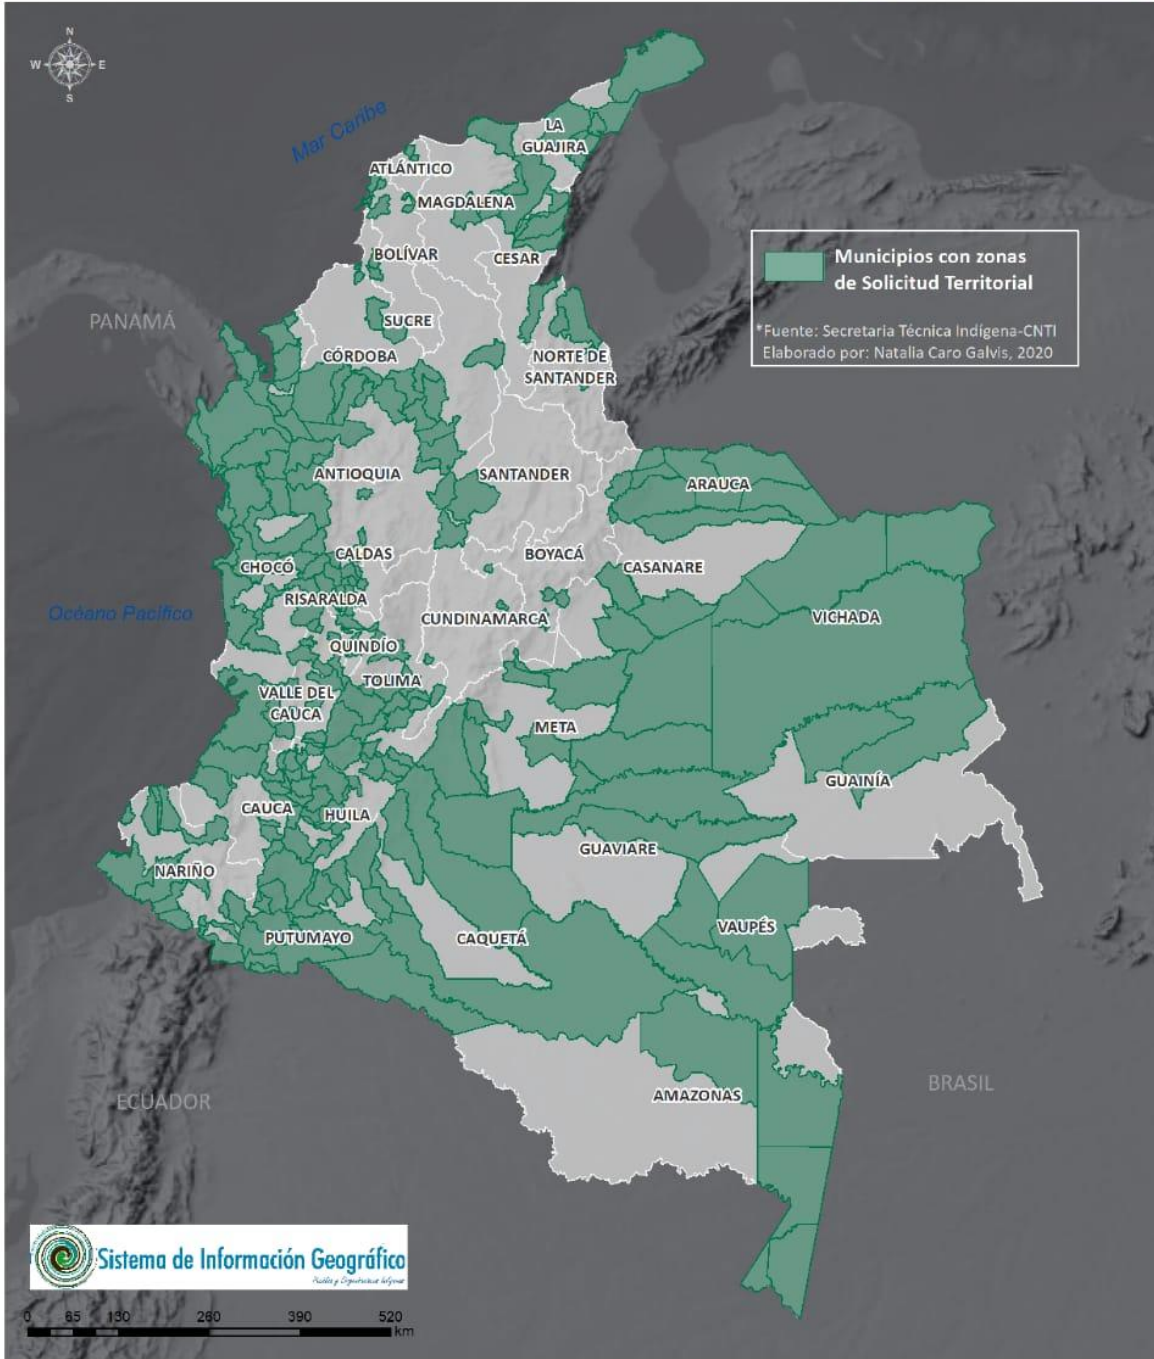 N
W E
S
Mar Caribe
LA
GUAJIRA
ATLÁNTICO
MAGDALENA
BOLÍVAR
CESAR
Municipios con zonas
de Solicitud Territorial
*Fuente: Secretaria Técnica Indígena-CNTI
Elaborado por: Natalia Caro Galvis, 2020
PANAMÁ
SUCRE
CÓRDOBA
NORTE DE
SANTANDER
ANTIOQUIA
SANTANDER
ARAUCA
CALDAS
BOYACÁ
CHOCÓ
CASANARE
RISARALDA
Océano Pacífico
CUNDINAMARCA
VICHADA
QUINDÍO
TOLIMA
VALLE DEL
CAUCA
META
GUAINÍA
CAUCA
HUILA
GUAVIARE
NARIÑO
VAUPÉS
PUTUMAYO
CAQUETÁ
BRASIL
AMAZONAS
ECUADOR
Sistema de Información Geográfico
0 65 130 260 390 520
km